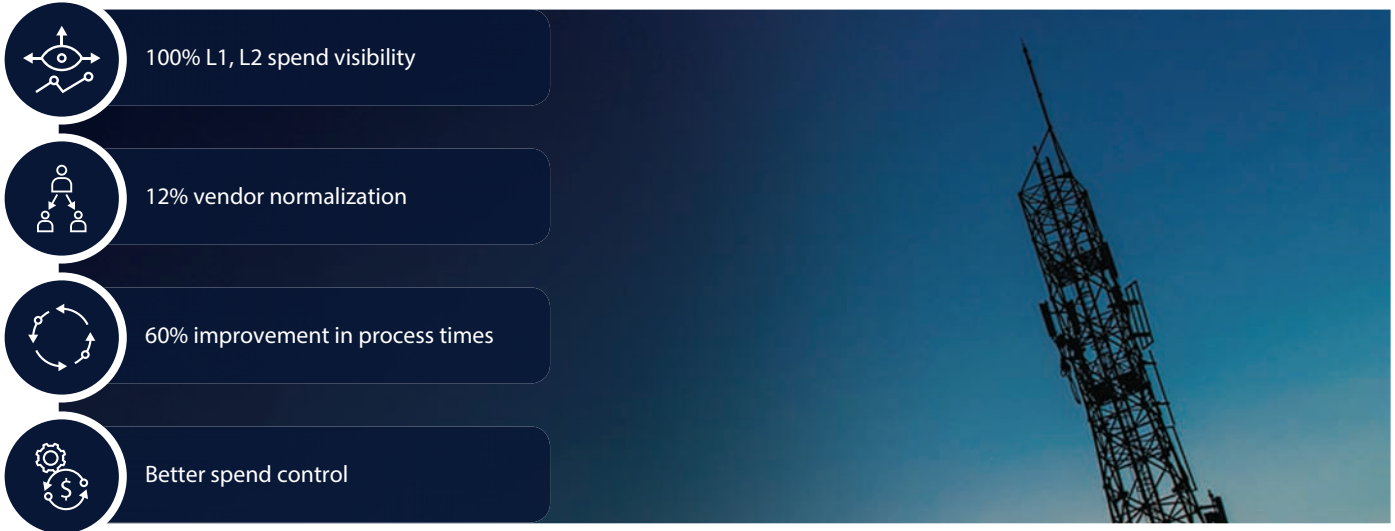 100% L1, L2 spend visibility
12% vendor normalization
60% improvement in process times
Better spend control
$